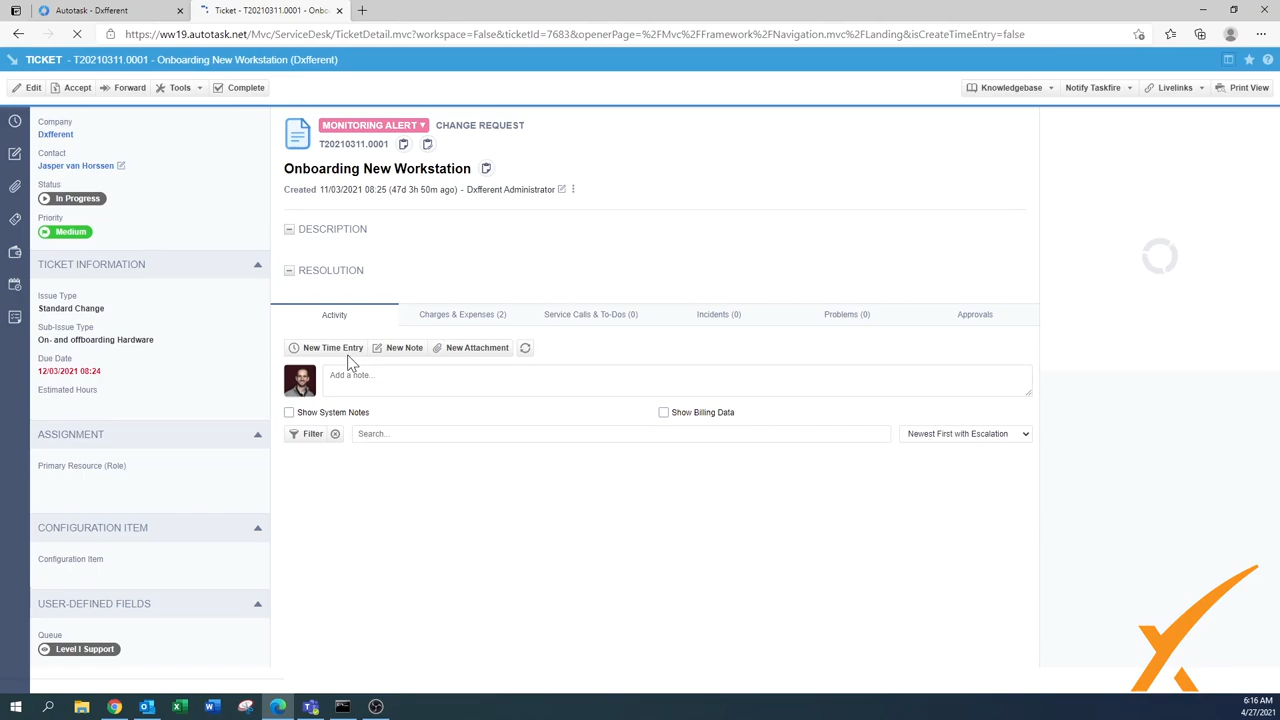 Autotask - Dxfferent
Ticket - T20210311.0001 - Onbo
https://ww19.autotask.net/Mvc/ServiceDesk/TicketDetail.mvc?workspace=False&ticketId=7683&openerPage=%2FMvc%2FFramework%2FNavigation.mvc%2FLanding&isCreateTimeEntry=false
TICKET - T20210311.0001 - Onboarding New Workstation (Dxfferent)
Edit Accept Forward Tools Complete Knowledgebase Notify Taskfire Livelinks Print View
Company
Dxfferent
Contact
Jasper van Horssen
Status
In Progress
Priority
Medium
TICKET INFORMATION
Issue Type
Standard Change
Sub-Issue Type
On- and offboarding Hardware
Due Date
12/03/2021 08:24
Estimated Hours
ASSIGNMENT
Primary Resource (Role)
CONFIGURATION ITEM
Configuration Item
USER-DEFINED FIELDS
Queue
Level I Support
MONITORING ALERT CHANGE REQUEST
T20210311.0001
Onboarding New Workstation
Created 11/03/2021 08:25 (47d 3h 50m ago) - Dxfferent Administrator
DESCRIPTION
RESOLUTION
Activity Charges & Expenses (2) Service Calls & To-Dos (0) Incidents (0) Problems (0) Approvals
New Time Entry New Note New Attachment
Add a note...
Show System Notes Show Billing Data
Filter Search... Newest First with Escalation
6:16 AM
4/27/2021